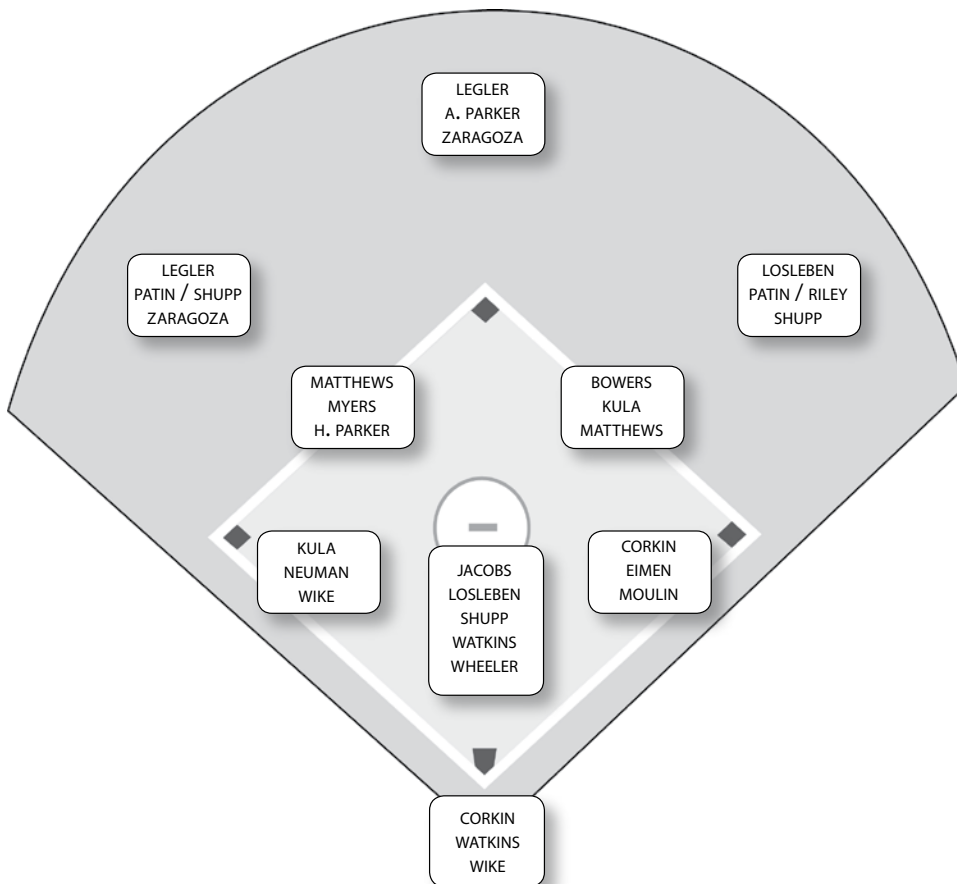 LEGLER
A. PARKER
ZARAGOZA
LEGLER
PATIN / SHUPP
ZARAGOZA
LOSLEBEN
PATIN / RILEY
SHUPP
MATTHEWS
MYERS
H. PARKER
BOWERS
KULA
MATTHEWS
KULA
NEUMAN
WIKE
JACOBS
LOSLEBEN
SHUPP
WATKINS
WHEELER
CORKIN
EIMEN
MOULIN
CORKIN
WATKINS
WIKE